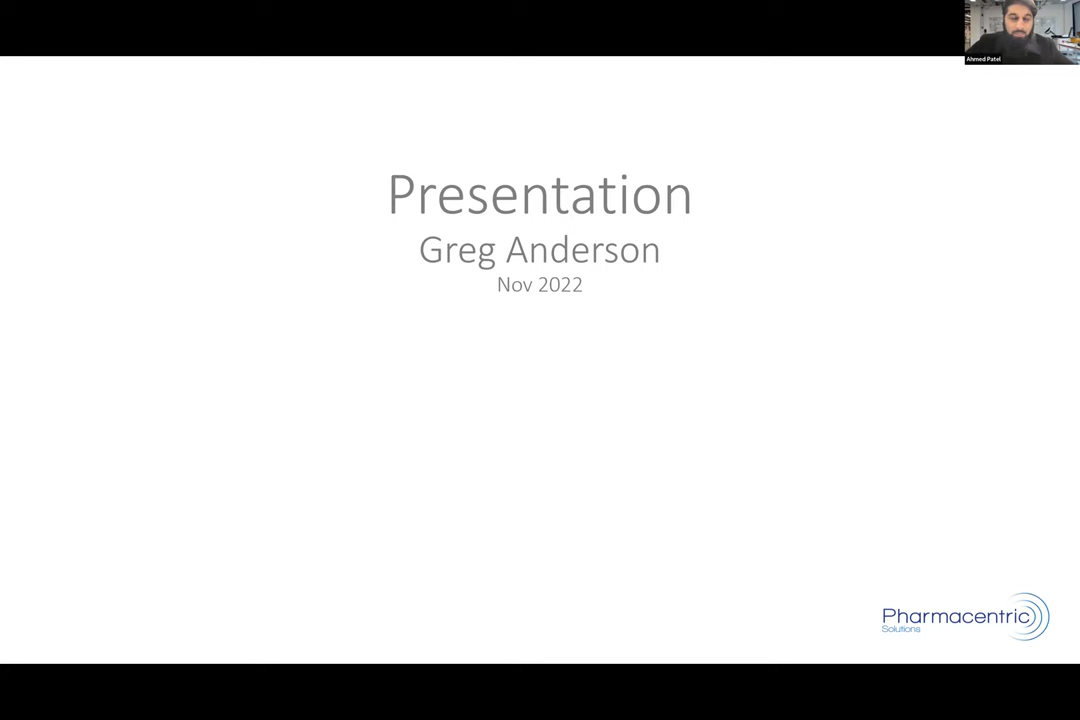 Ahmed Patel
Presentation
Greg Anderson
Nov 2022
Pharmacentric
Solutions